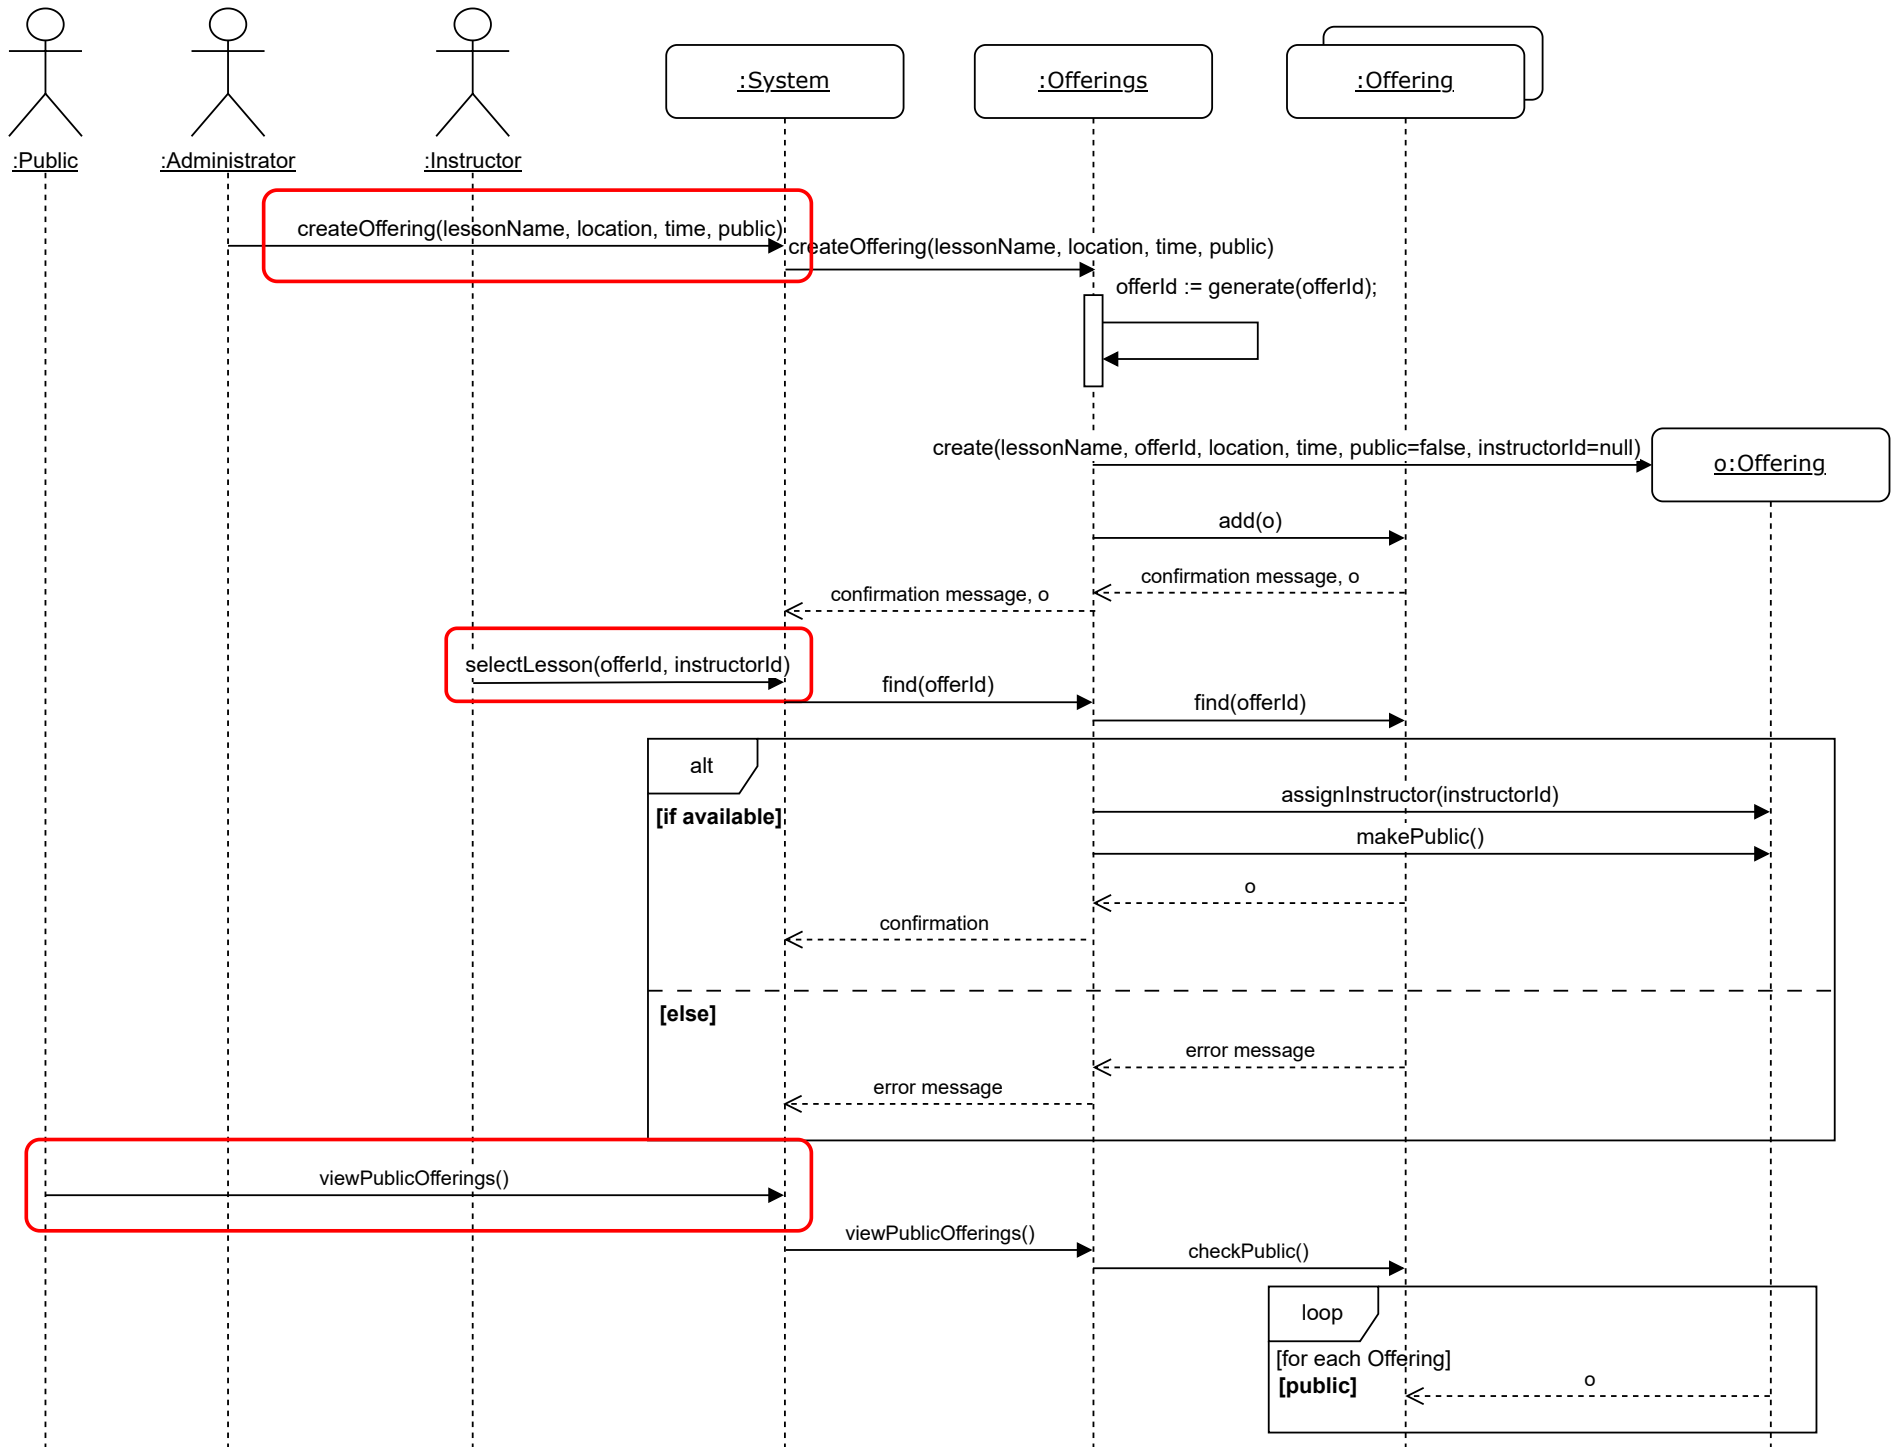 :Public
:Administrator
:Instructor
:System
:Offerings
:Offering
createOffering(lessonName, location, time, public)
createOffering(lessonName, location, time, public)
offerId := generate(offerId);
create(lessonName, offerId, location, time, public=false, instructorId=null)
o:Offering
add(o)
confirmation message, o
confirmation message, o
selectLesson(offerId, instructorId)
find(offerId)
find(offerId)
alt
[if available]
assignInstructor(instructorId)
makePublic()
o
confirmation
[else]
error message
error message
viewPublicOfferings()
viewPublicOfferings()
checkPublic()
loop
[for each Offering]
[public]
o